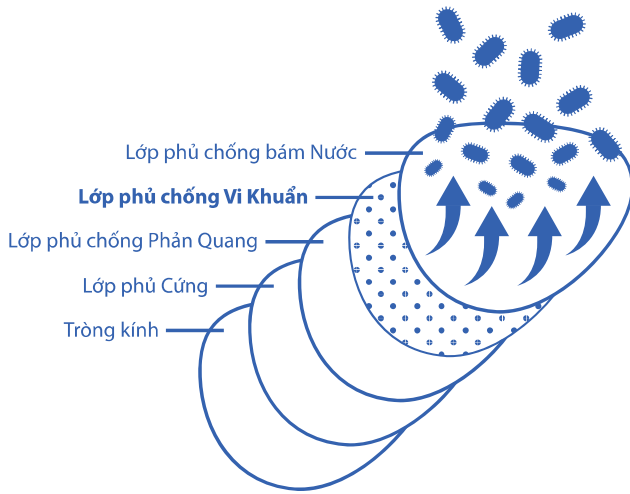 Lớp phủ chống bám Nước
Lớp phủ chống Vi Khuẩn
Lớp phủ chống Phản Quang
Lớp phủ Cứng
Tròng kính